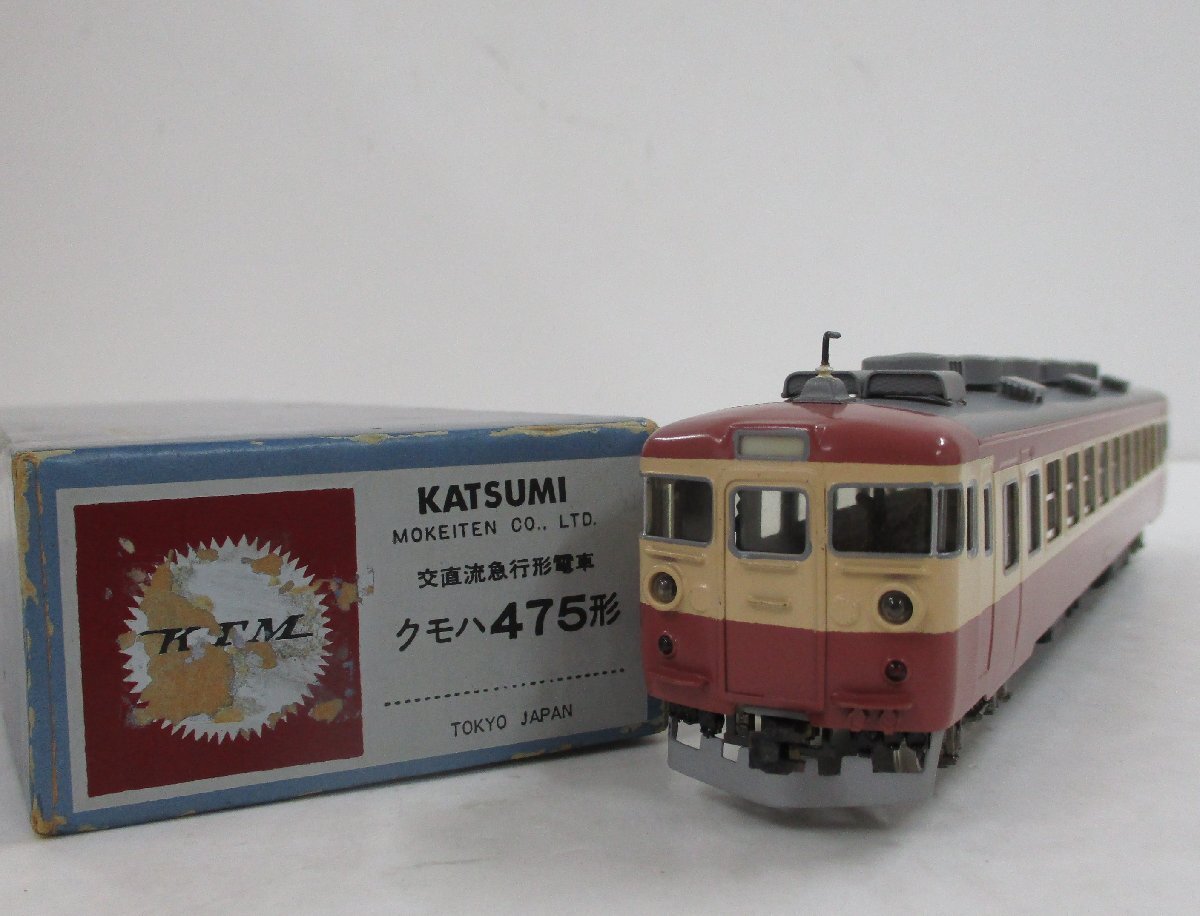 KTM
KATSUMI
MOKEITEN CO., LTD.
交直流急行形電車
クモハ475形
TOKYO JAPAN